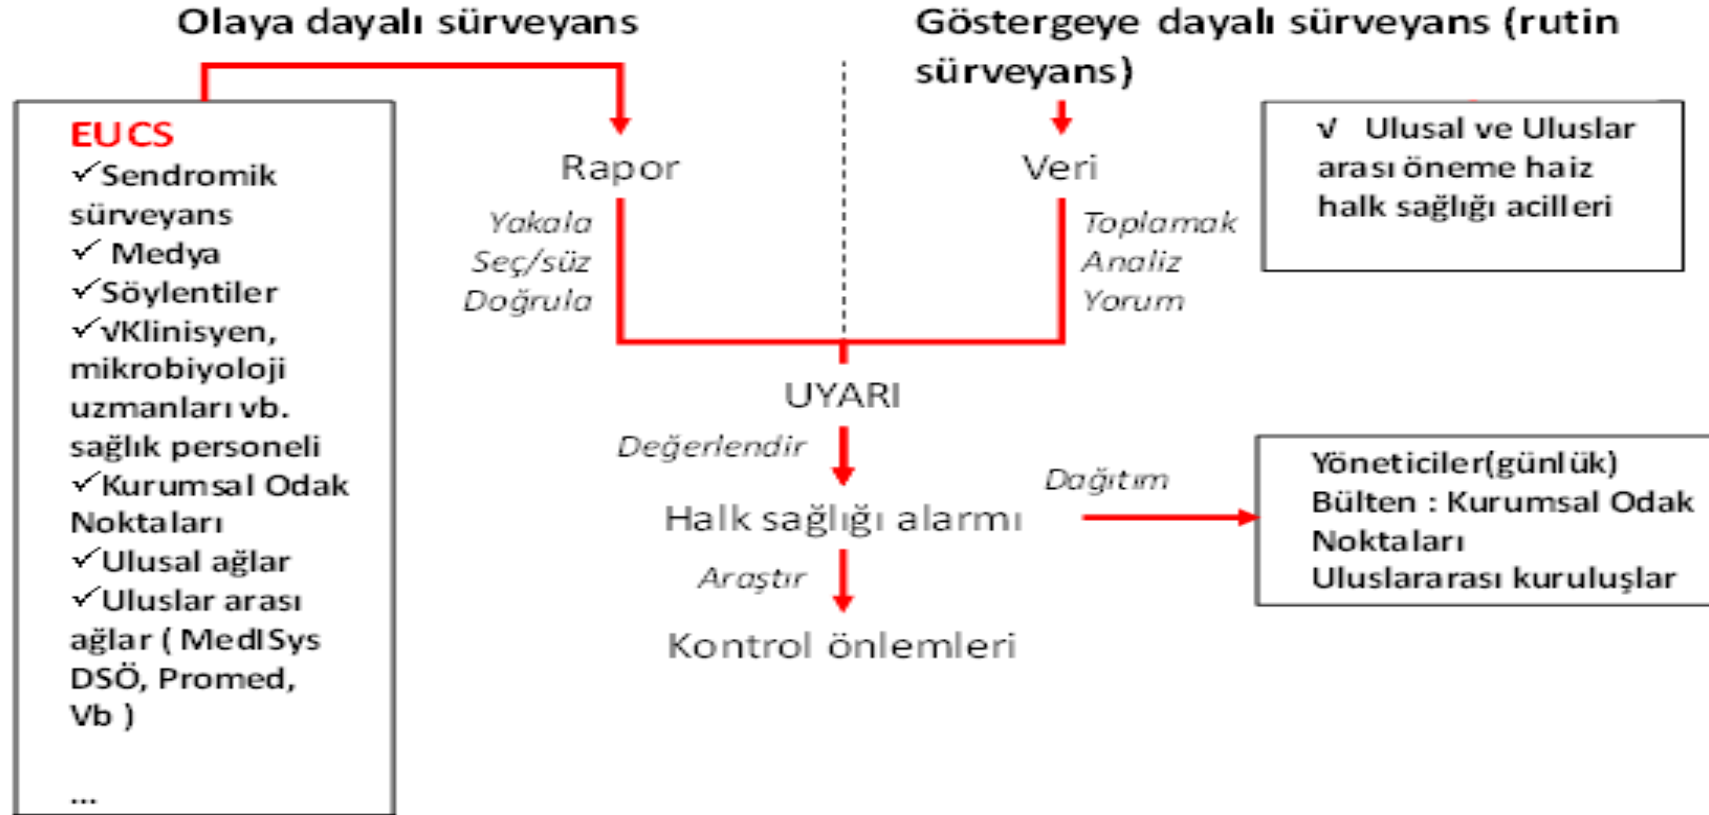 Olaya dayalı sürveyans
Göstergeye dayalı sürveyans (rutin
sürveyans)
EUCS
✓Sendromik
sürveyans
✓ Medya
✓Söylentiler
✓√Klinisyen,
mikrobiyoloji
uzmanları vb.
sağlık personeli
✓Kurumsal Odak
Noktaları
✓Ulusal ağlar
✓Uluslar arası
ağlar ( MedISys
DSÖ, Promed,
Vb )
...
Rapor
Yakala
Seç/süz
Doğrula
Veri
Toplamak
Analiz
Yorum
√ Ulusal ve Uluslar
arası öneme haiz
halk sağlığı acilleri
UYARI
Değerlendir
Halk sağlığı alarmı
Dağıtım
Araştır
Kontrol önlemleri
Yöneticiler(günlük)
Bülten : Kurumsal Odak
Noktaları
Uluslararası kuruluşlar